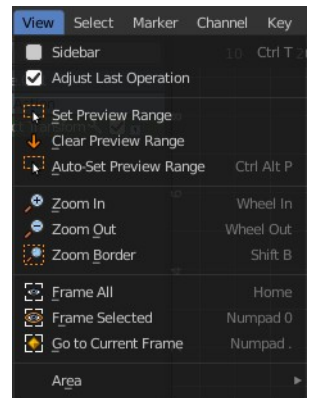 View Select Marker Channel Key
Sidebar Ctrl T
Adjust Last Operation
Set Preview Range
Clear Preview Range
Auto-Set Preview Range Ctrl Alt P
Zoom In Wheel In
Zoom Out Wheel Out
Zoom Border Shift B
Frame All Home
Frame Selected Numpad 0
Go to Current Frame Numpad .
Area